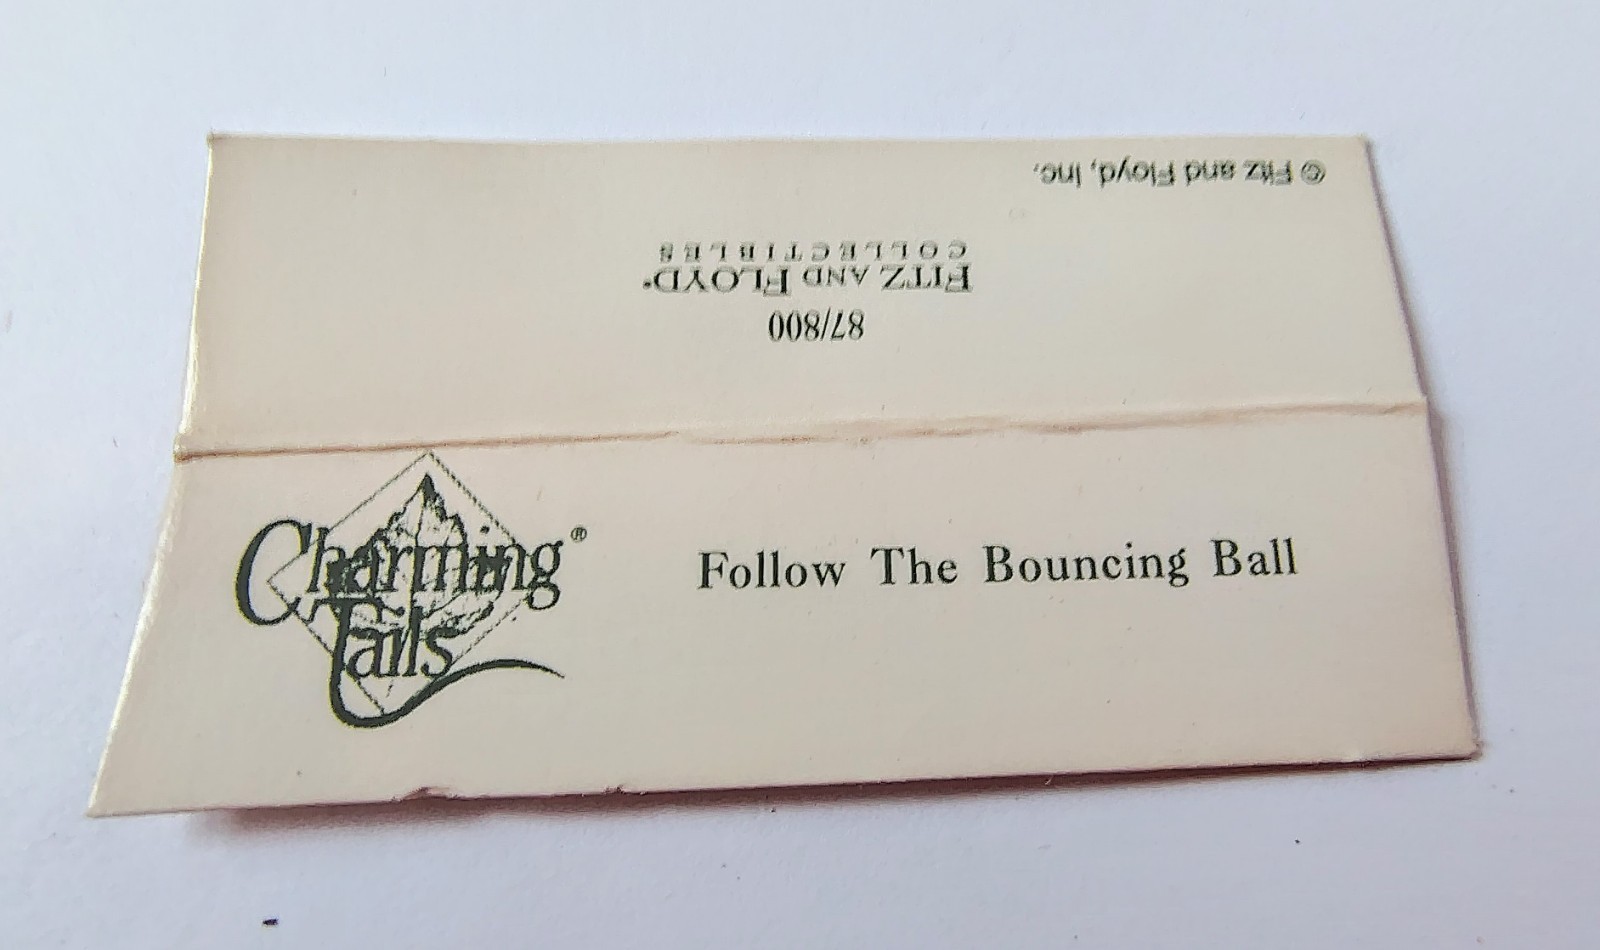 © Fitz and Floyd, Inc.
COLLECTIBLES
FITZ AND FLOYD®
87/800
Charming®
Tails
Follow The Bouncing Ball